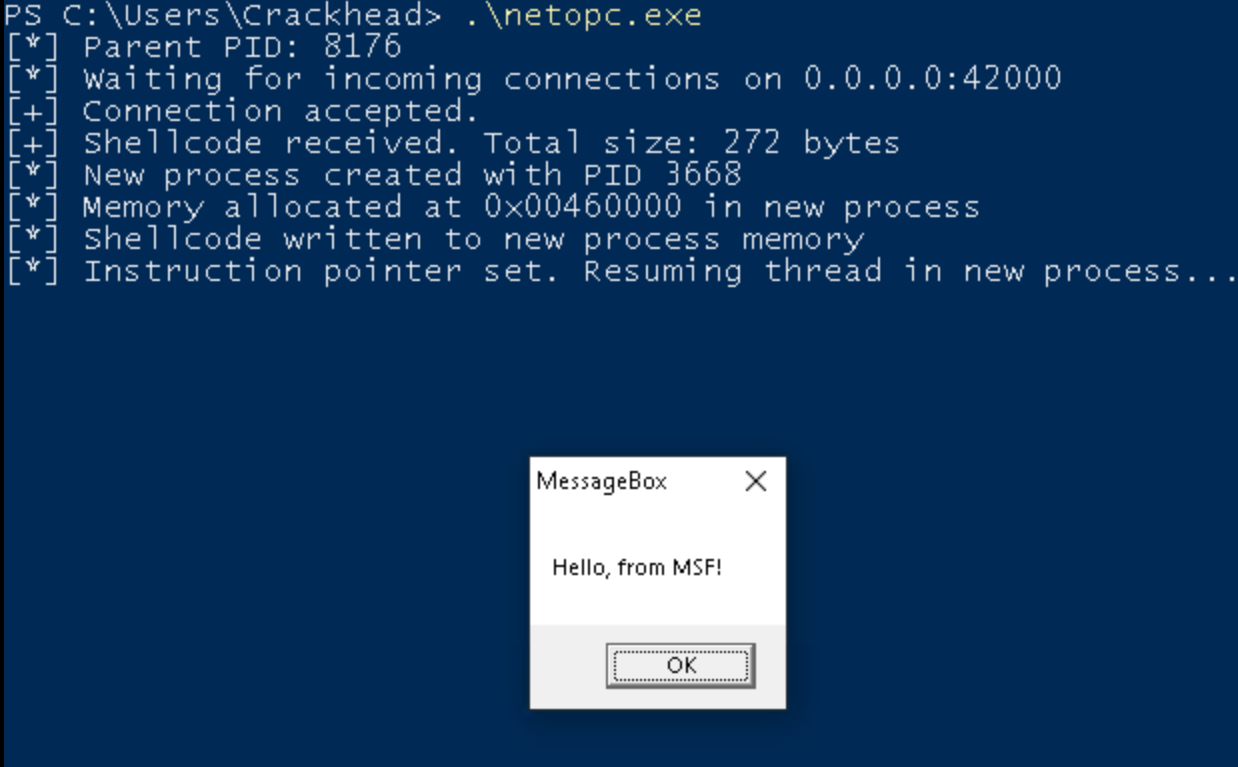 PS C:\Users\Crackhead> .\netopc.exe
[*] Parent PID: 8176
[*] Waiting for incoming connections on 0.0.0.0:42000
[+] Connection accepted.
[+] Shellcode received. Total size: 272 bytes
[*] New process created with PID 3668
[*] Memory allocated at 0x00460000 in new process
[*] Shellcode written to new process memory
[*] Instruction pointer set. Resuming thread in new process...
MessageBox
Hello, from MSF!
OK